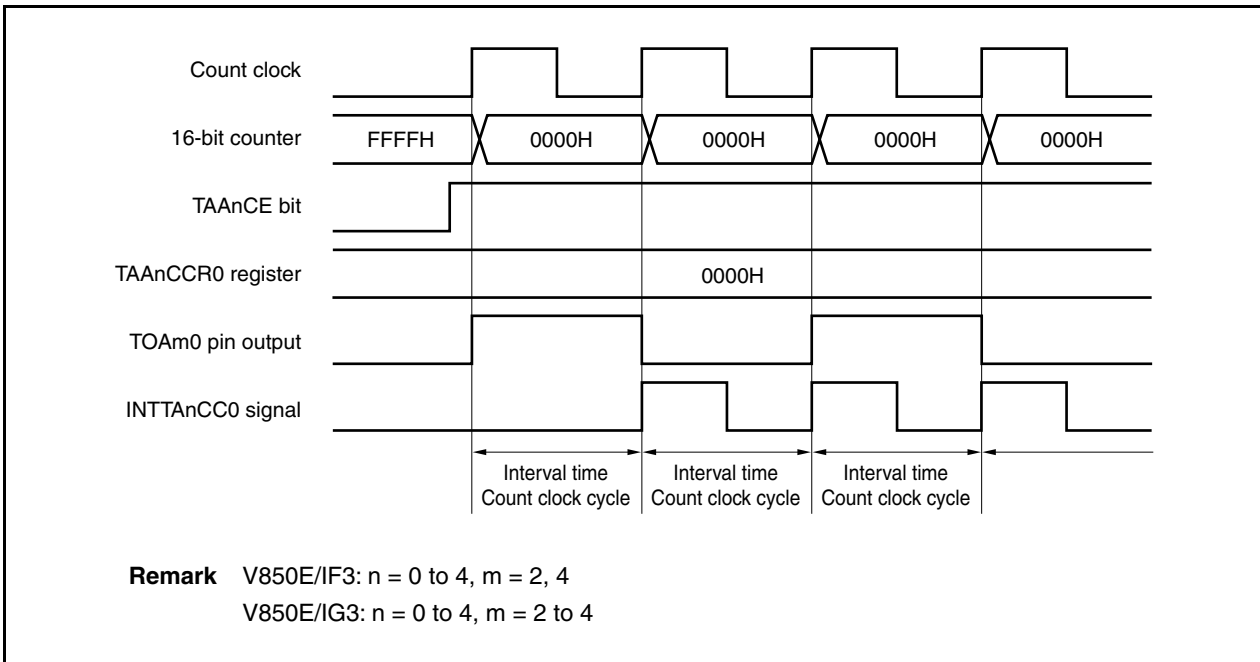 Count clock
16-bit counter FFFFH 0000H 0000H 0000H 0000H
TAAnCE bit
TAAnCCR0 register 0000H
TOAm0 pin output
INTTAnCC0 signal
Interval time Interval time Interval time
Count clock cycle Count clock cycle Count clock cycle
Remark V850E/IF3: n = 0 to 4, m = 2, 4
V850E/IG3: n = 0 to 4, m = 2 to 4